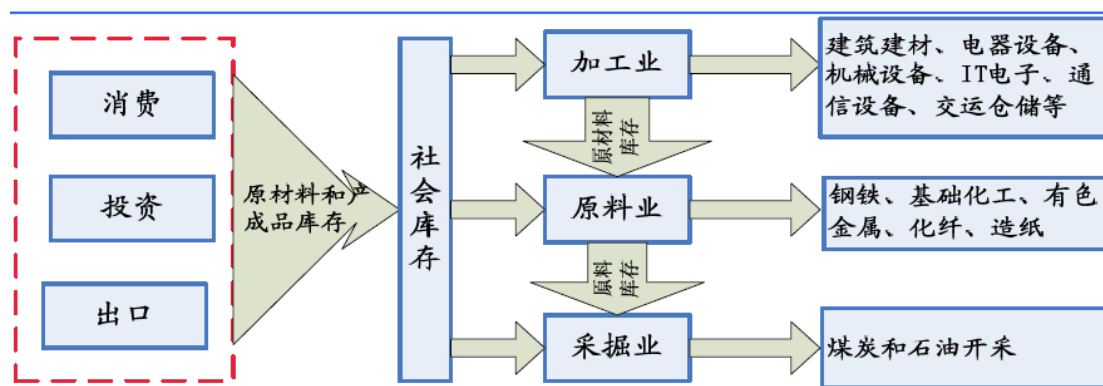 消费
投资
出口
原材料和产
成品库存
社会库存
加工业
原材料
库存
原料业
原料
库存
采掘业
建筑建材、电器设备、
机械设备、IT电子、通
信设备、交运仓储等
钢铁、基础化工、有色
金属、化纤、造纸
煤炭和石油开采